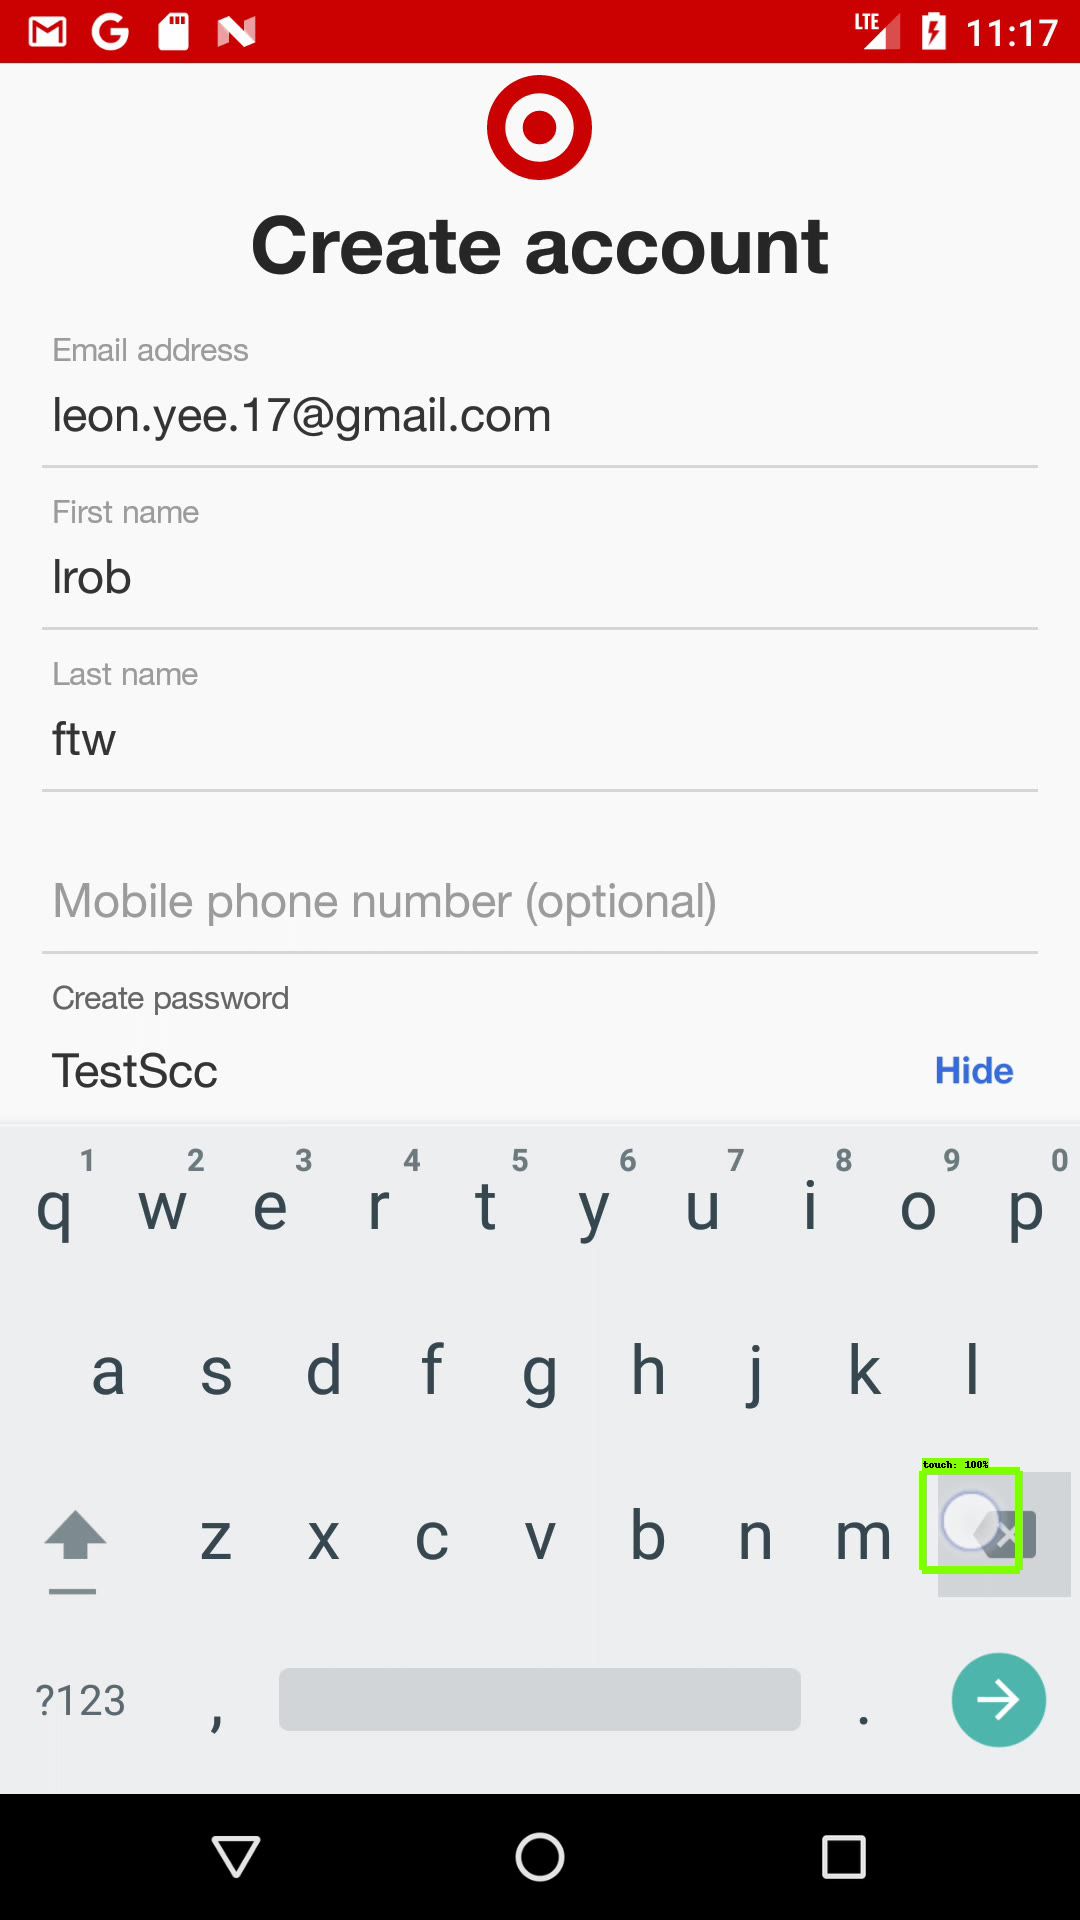 LTE 11:17
Create account
Email address
leon.yee.17@gmail.com
First name
lrob
Last name
ftw
Mobile phone number (optional)
Create password
TestScc Hide
1 2 3 4 5 6 7 8 9 0
q w e r t y u i o p
a s d f g h j k l
touch: 100%
z x c v b n m
?123 , .